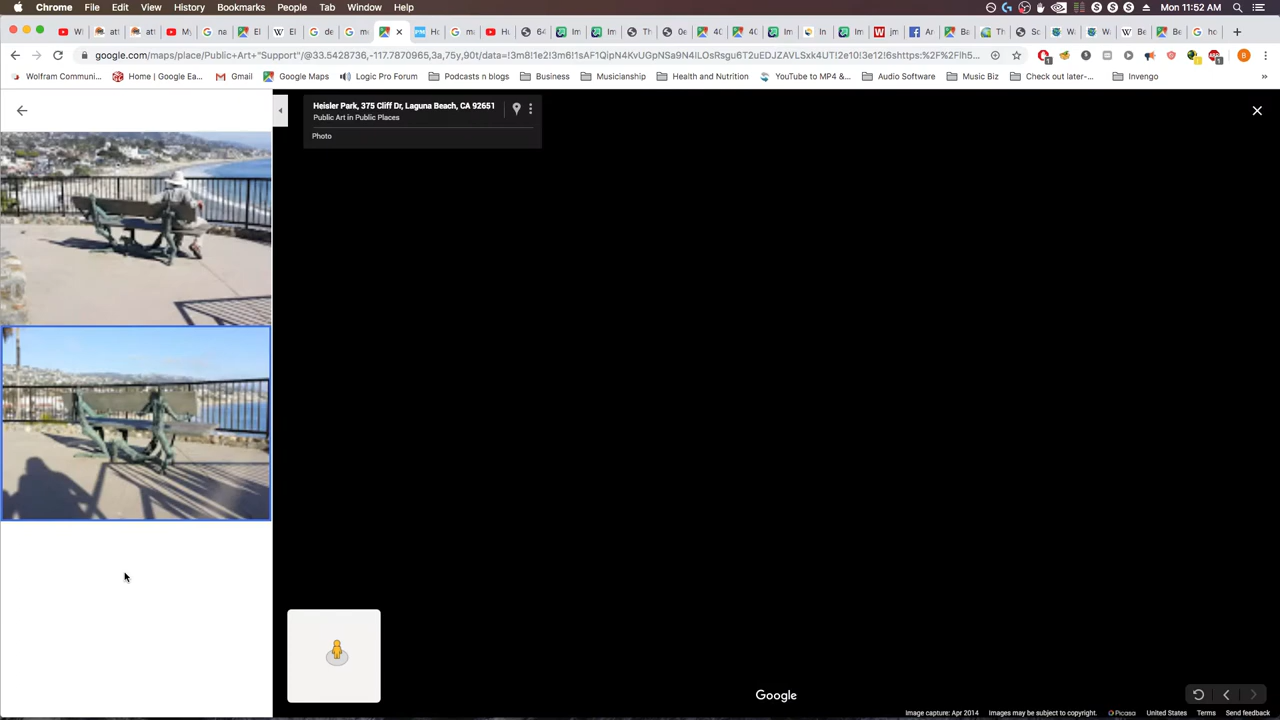 Chrome File Edit View History Bookmarks People Tab Window Help Mon 11:52 AM
google.com/maps/place/Public+Art+"Support"/@33.5428736,-117.7870965,3a,75y,90t/data=!3m8!1e2!3m6!1sAF1QipN4KvUGpNSa9N4lLOsRsgu6T2uEDJZAVLSxk4UT!2e10!3e12!6shttps:%2F%2Flh5...
Wolfram Communi... Home | Google Ea... Gmail Google Maps Logic Pro Forum Podcasts n blogs Business Musicianship Health and Nutrition YouTube to MP4 &... Audio Software Music Biz Check out later-... Invengo
Heisler Park, 375 Cliff Dr, Laguna Beach, CA 92651
Public Art in Public Places
Photo
Google
Image capture: Apr 2014 Images may be subject to copyright. Picasa United States Terms Send feedback